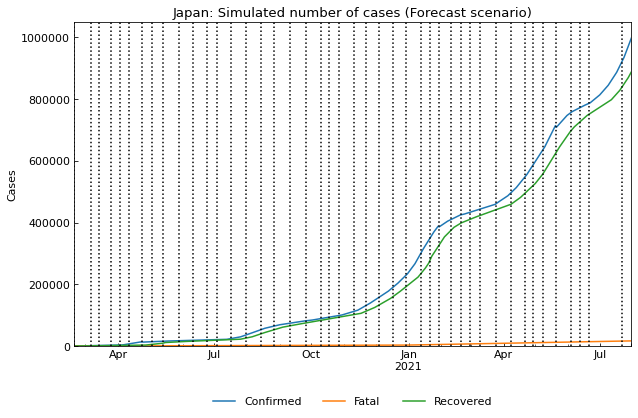 Japan: Simulated number of cases (Forecast scenario)
1000000
800000
600000
400000
200000
0
Cases
Apr Jul Oct Jan Apr Jul
2021
Confirmed Fatal Recovered